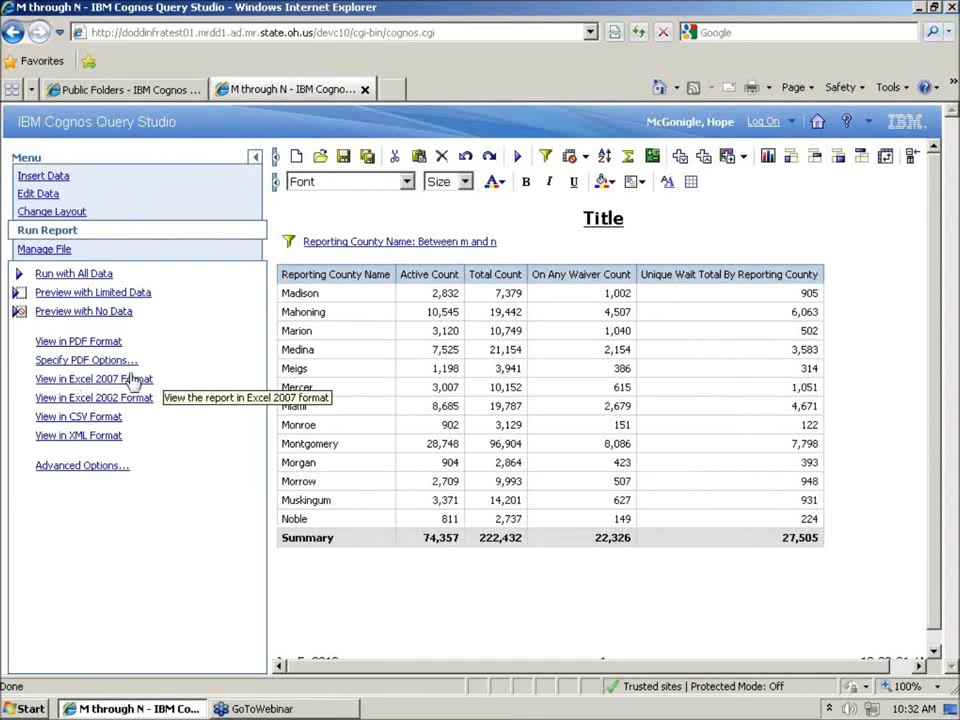 M through N - IBM Cognos Query Studio - Windows Internet Explorer
http://doddinfratest01.mrdd1.ad.mr.state.oh.us/devc10/cgi-bin/cognos.cgi
Google
Favorites
Public Folders - IBM Cognos ...
M through N - IBM Cogno...
Page
Safety
Tools
IBM Cognos Query Studio
McGonigle, Hope
Log On
IBM.
Menu
Insert Data
Edit Data
Change Layout
Run Report
Manage File
Run with All Data
Preview with Limited Data
Preview with No Data
View in PDF Format
Specify PDF Options...
View in Excel 2007 Format
View in Excel 2002 Format
View in CSV Format
View in XML Format
Advanced Options...
View the report in Excel 2007 format
Font
Size
A
B
I
U
Title
Reporting County Name: Between m and n
Reporting County Name Active Count Total Count On Any Waiver Count Unique Wait Total By Reporting County
Madison 2,832 7,379 1,002 905
Mahoning 10,545 19,442 4,507 6,063
Marion 3,120 10,749 1,040 502
Medina 7,525 21,154 2,154 3,583
Meigs 1,198 3,941 386 314
Mercer 3,007 10,152 615 1,051
Miami 8,685 19,787 2,679 4,671
Monroe 902 3,129 151 122
Montgomery 28,748 96,904 8,086 7,798
Morgan 904 2,864 423 393
Morrow 2,709 9,993 507 948
Muskingum 3,371 14,201 627 931
Noble 811 2,737 149 224
Summary 74,357 222,432 22,326 27,505
Done
Trusted sites | Protected Mode: Off
100%
Start
M through N - IBM Co...
GoToWebinar
10:32 AM